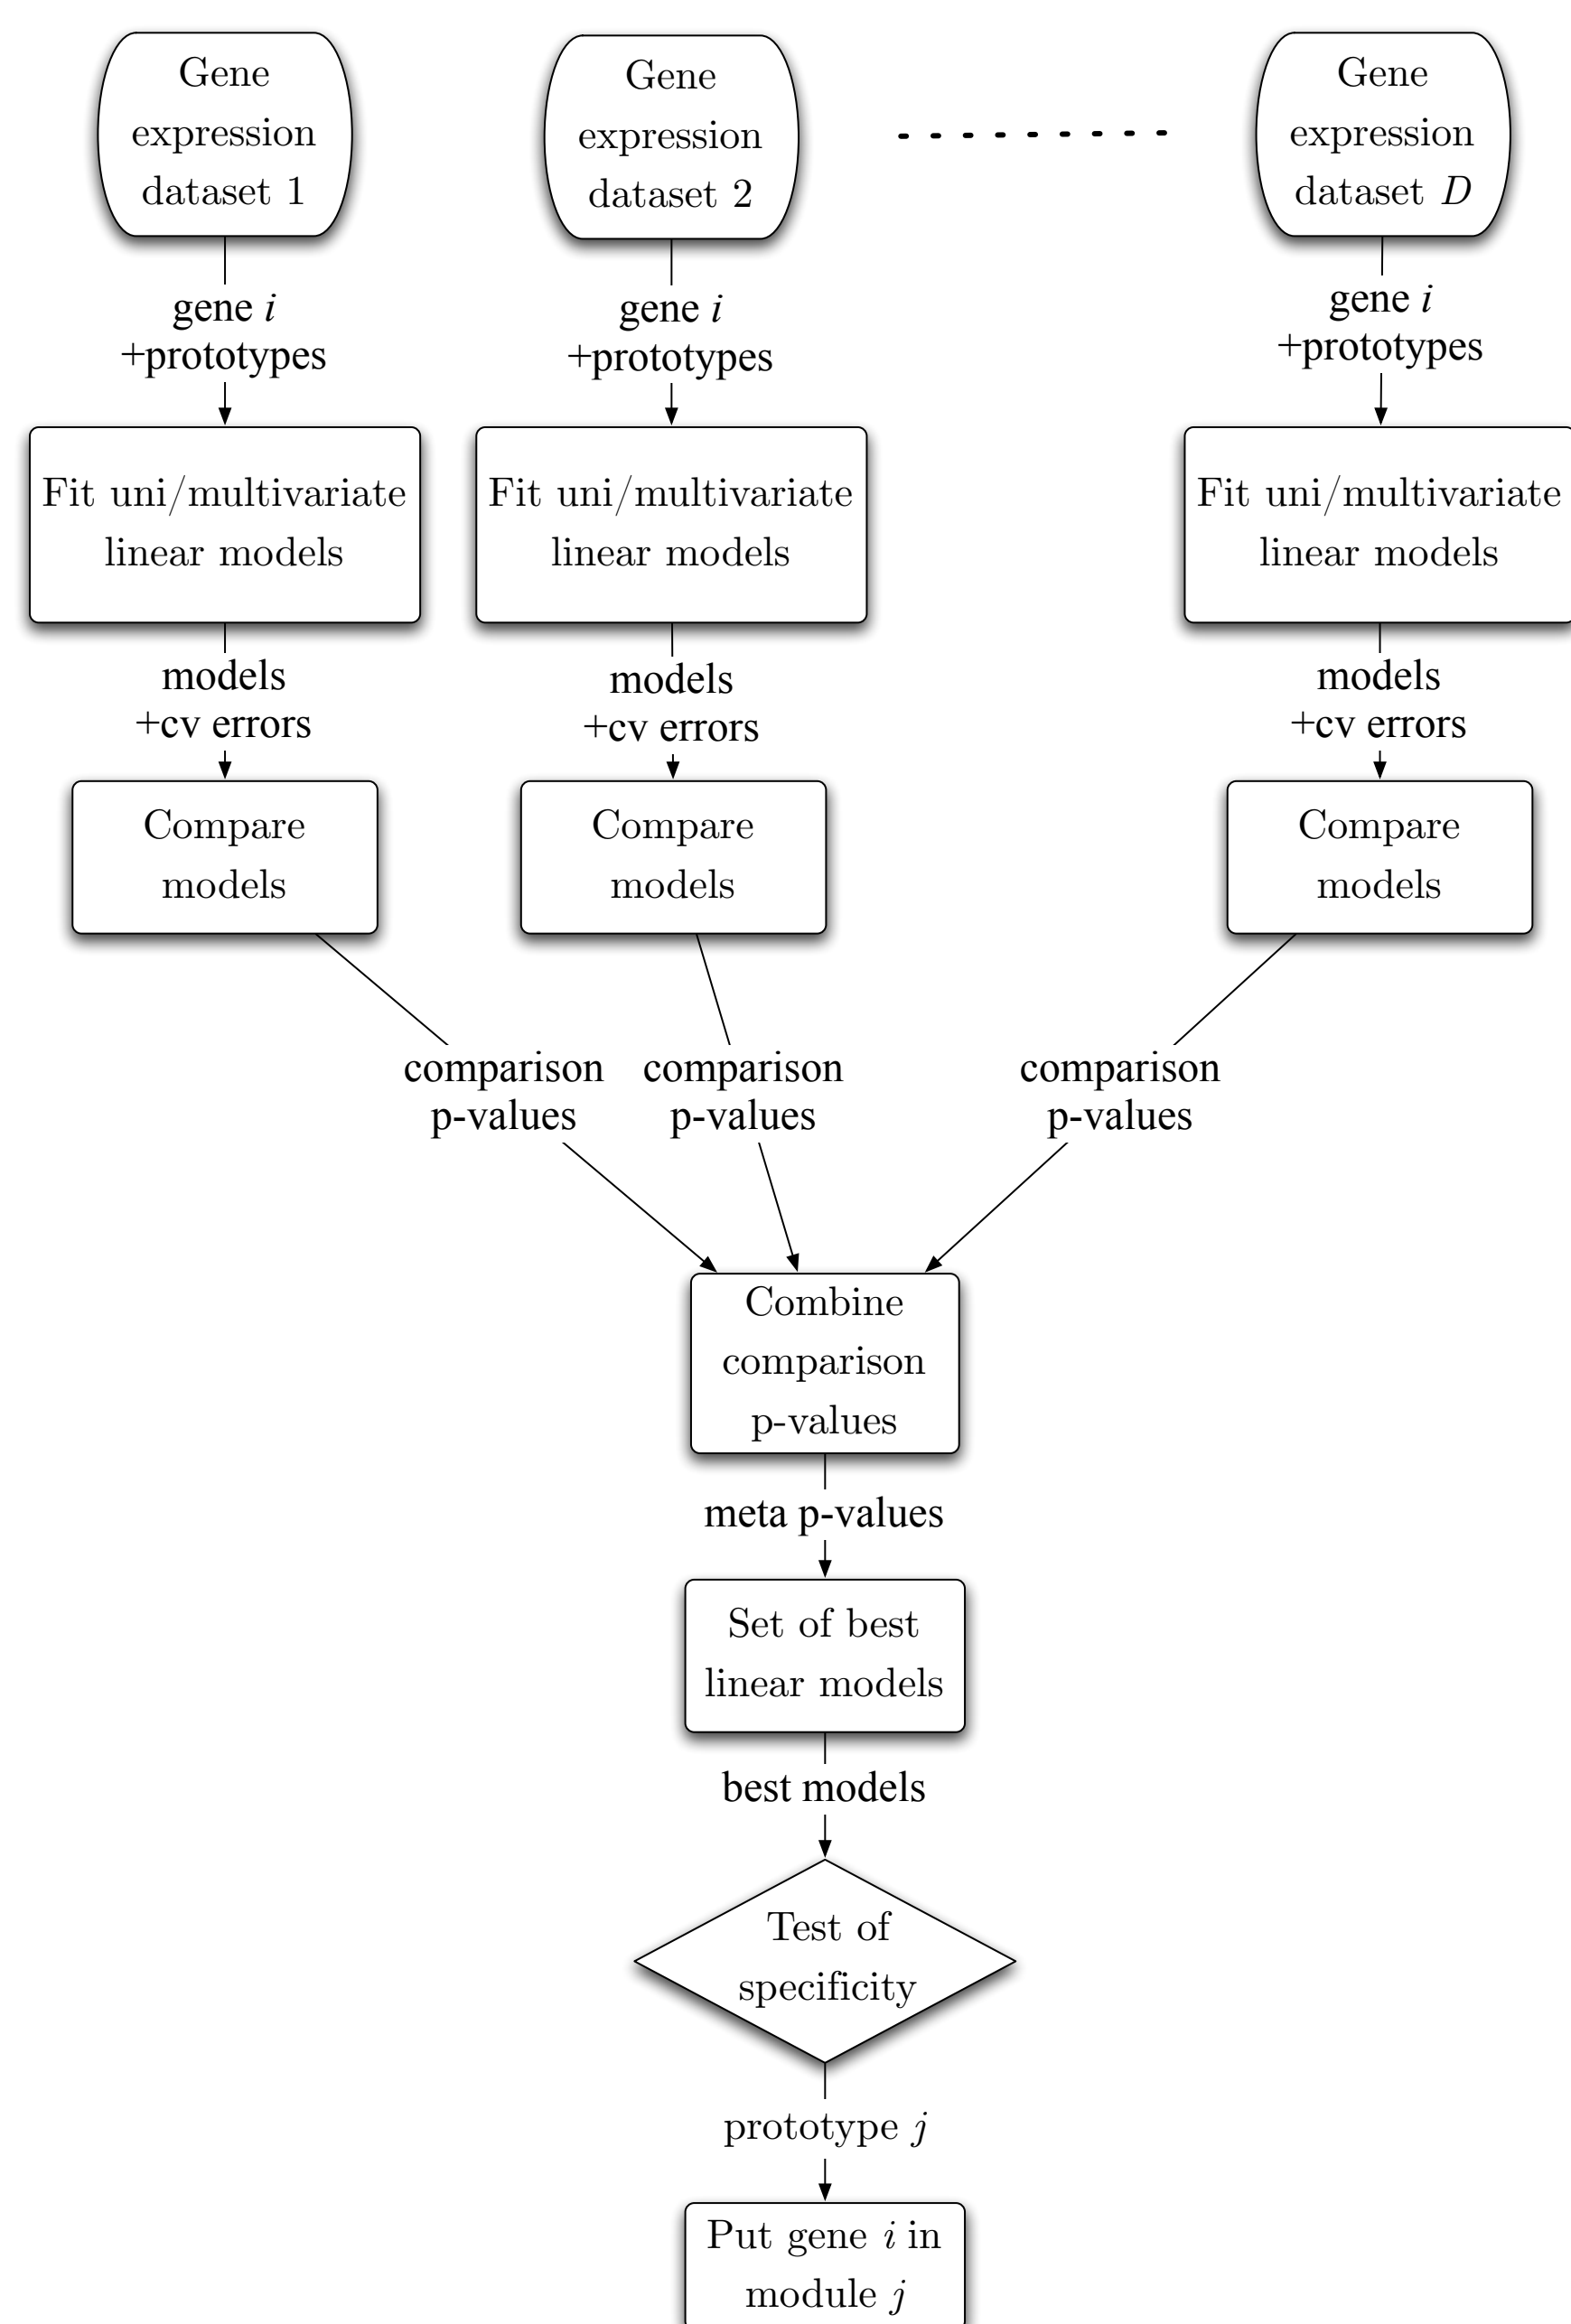 Gene
expression
dataset 1
Gene
expression
dataset 2
Gene
expression
dataset D
gene i
+prototypes
gene i
+prototypes
gene i
+prototypes
Fit uni/multivariate
linear models
Fit uni/multivariate
linear models
Fit uni/multivariate
linear models
models
+cv errors
models
+cv errors
models
+cv errors
Compare
models
Compare
models
Compare
models
comparison
p-values
comparison
p-values
comparison
p-values
Combine
comparison
p-values
meta p-values
Set of best
linear models
best models
Test of
specificity
prototype j
Put gene i in
module j